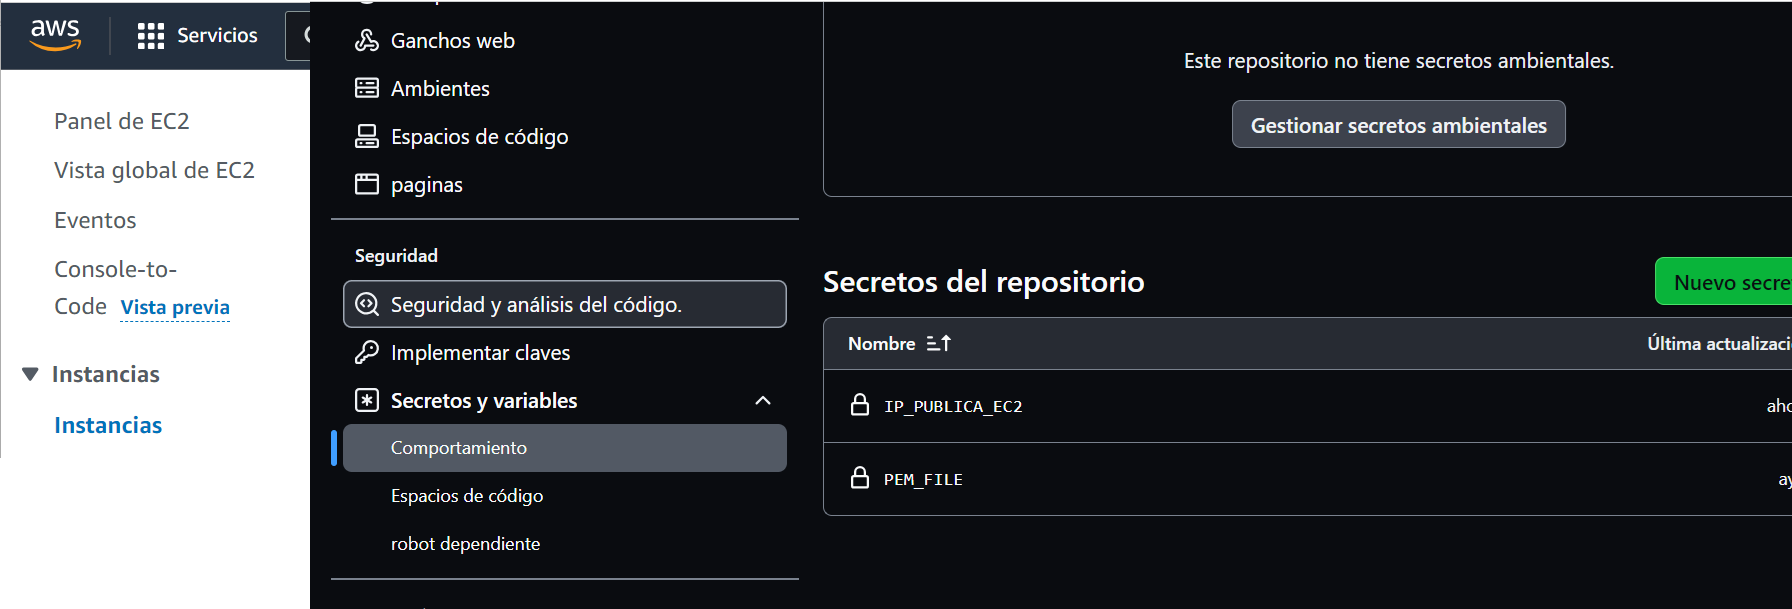 aws
Servicios
Panel de EC2
Vista global de EC2
Eventos
Console-to-
Code Vista previa
Instancias
Instancias
Ganchos web
Ambientes
Espacios de código
paginas
Seguridad
Seguridad y análisis del código.
Implementar claves
Secretos y variables
Comportamiento
Espacios de código
robot dependiente
Este repositorio no tiene secretos ambientales.
Gestionar secretos ambientales
Secretos del repositorio
Nuevo secre
Nombre
Última actualizaci
IP_PUBLICA_EC2
aho
PEM_FILE
ay